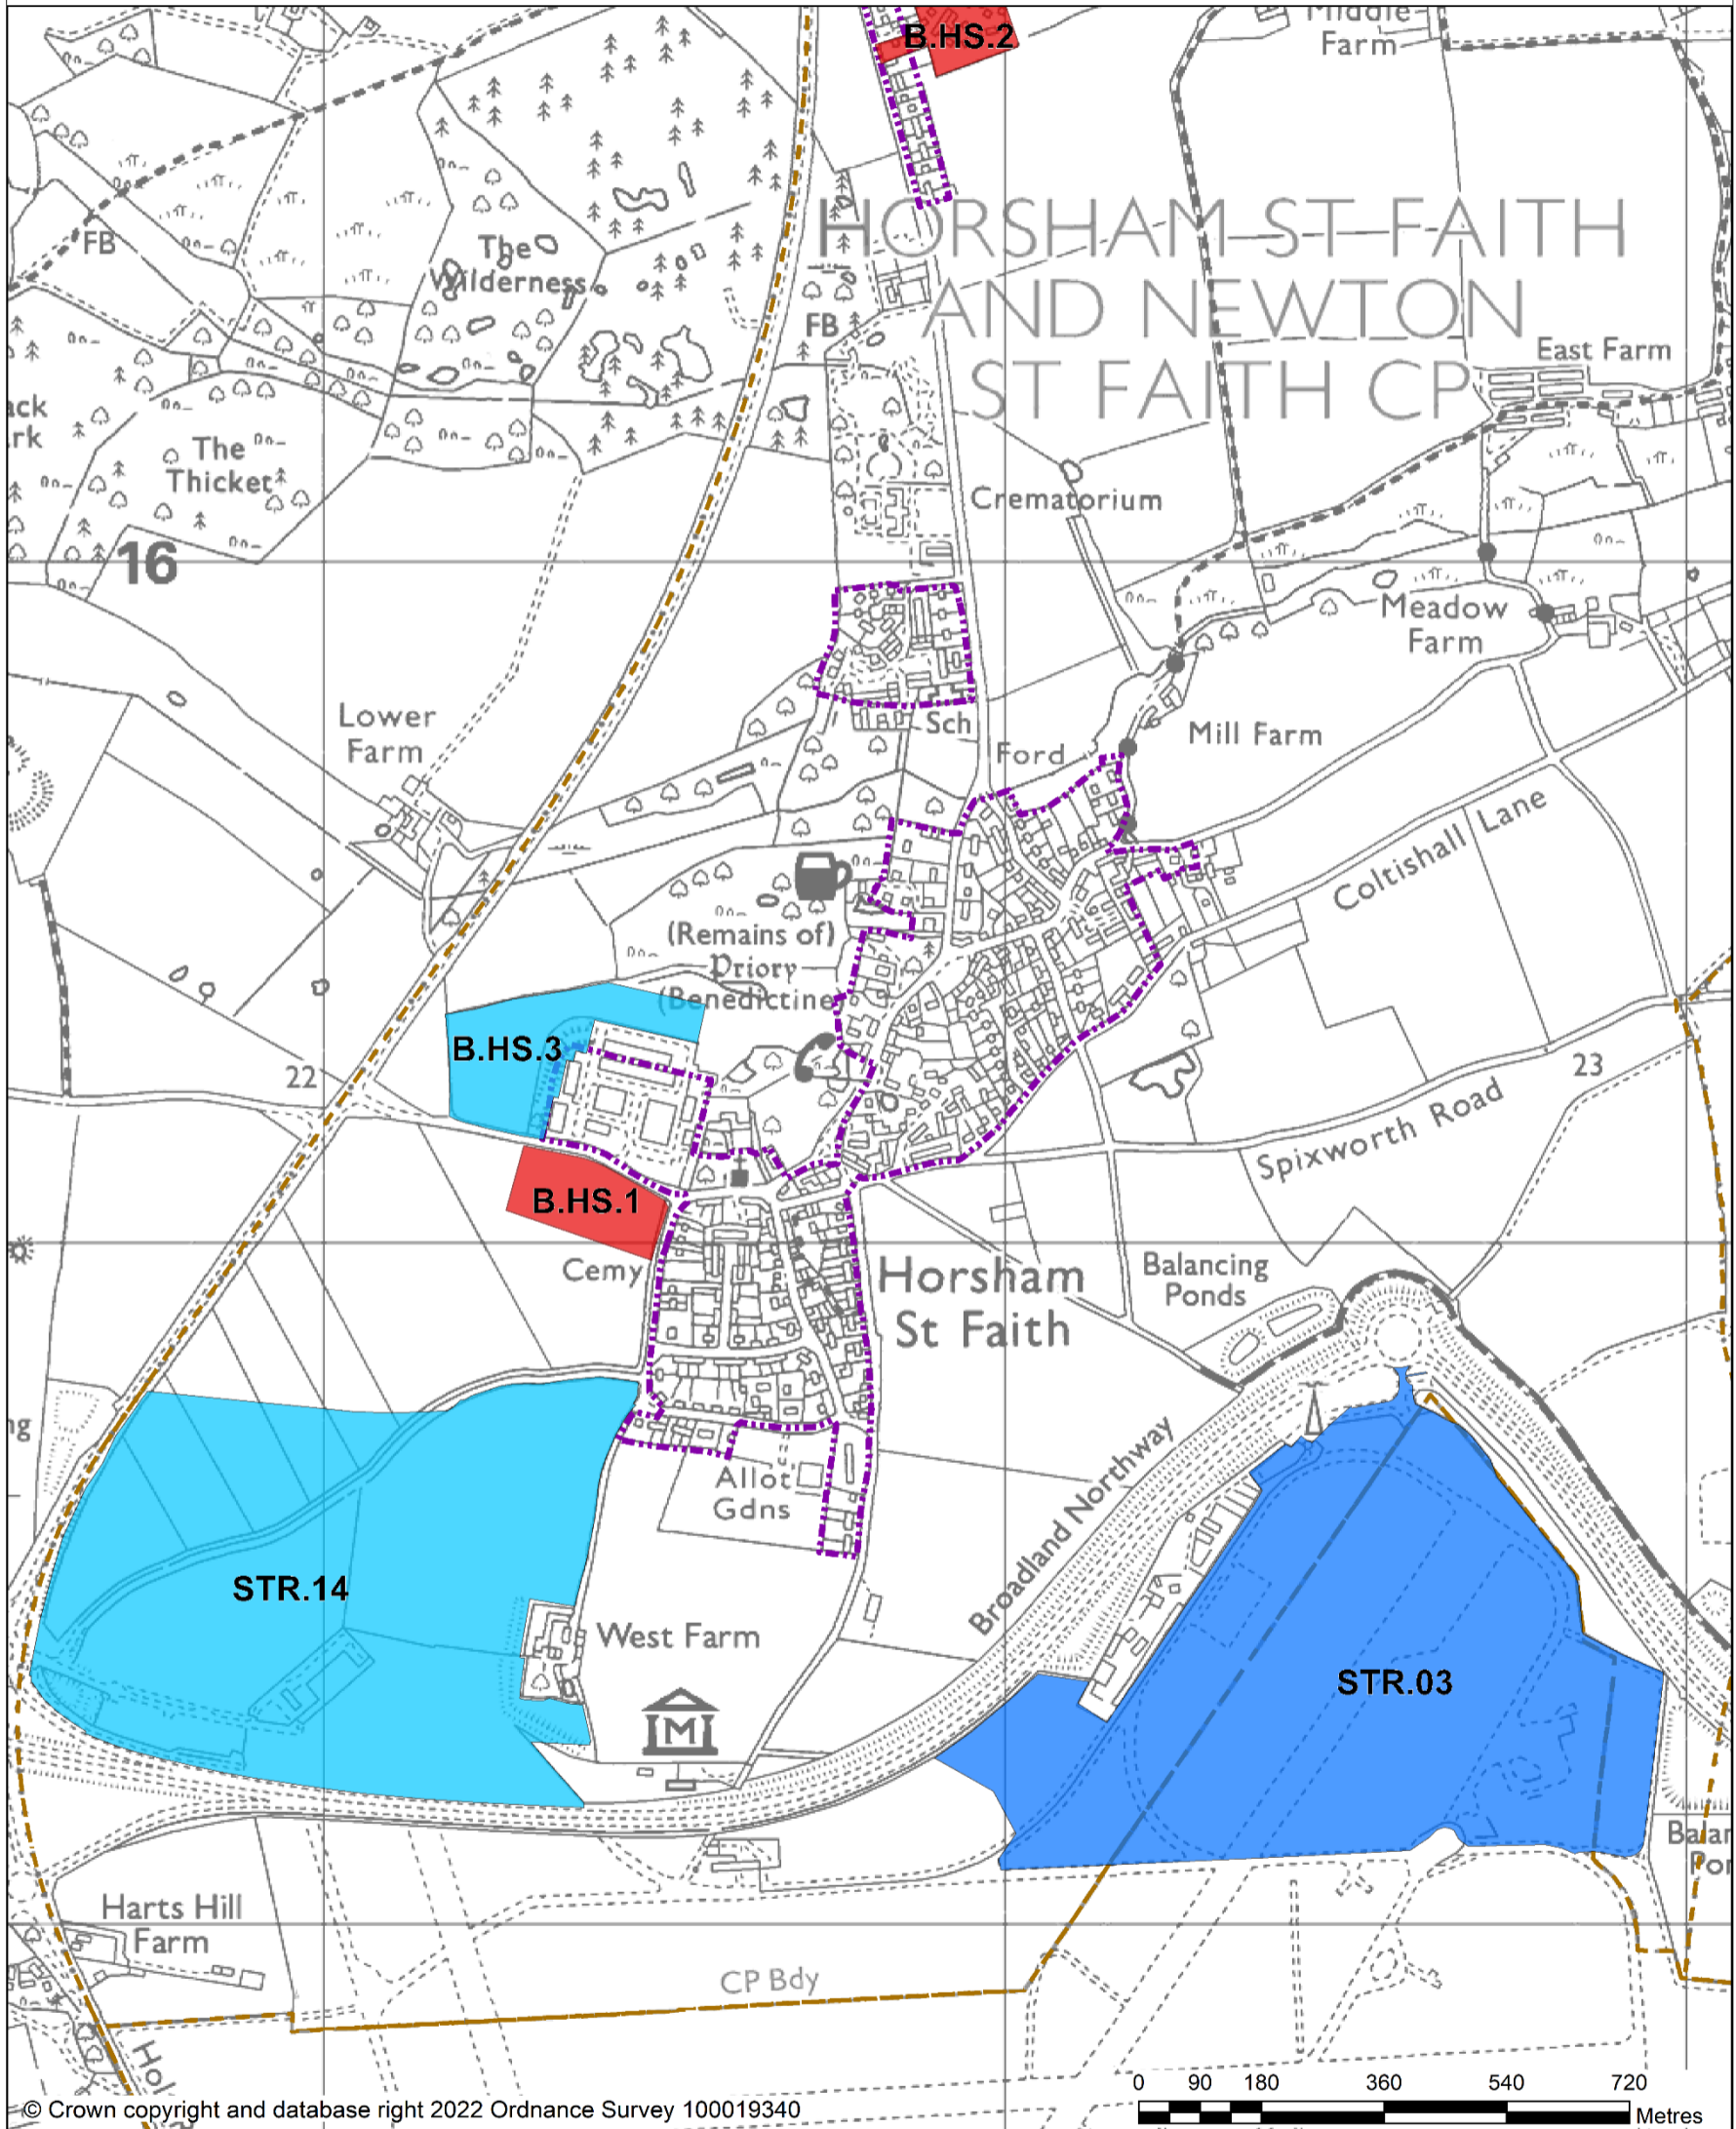 B.HS.2
Middle
Farm
HORSHAM ST FAITH
AND NEWTON
ST FAITH CP
FB
The
Wilderness
FB
East Farm
The
Thicket
Crematorium
16
Meadow
Farm
Lower
Farm
Sch
Ford
Mill Farm
Coltishall Lane
(Remains of)
Priory
(Benedictine)
B.HS.3
22
23
Spixworth Road
B.HS.1
Cemy
Horsham
St Faith
Balancing
Ponds
Allot
Gdns
Broadland Northway
STR.14
West Farm
M
STR.03
Harts Hill
Farm
CP Bdy
0 90 180 360 540 720
Metres
© Crown copyright and database right 2022 Ordnance Survey 100019340